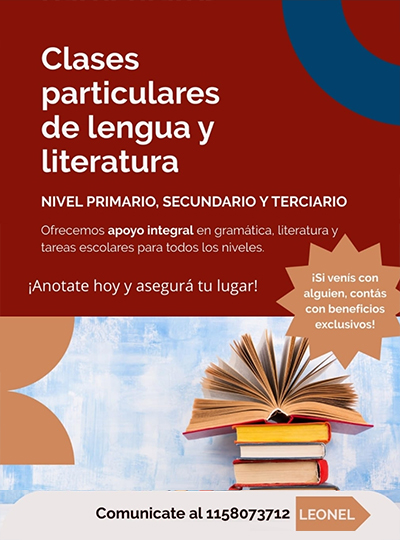 Clases
particulares
de lengua y
literatura
NIVEL PRIMARIO, SECUNDARIO Y TERCIARIO
Ofrecemos apoyo integral en gramática, literatura y
tareas escolares para todos los niveles.
¡Anotate hoy y asegurá tu lugar!
¡Si venís con
alguien, contás
con beneficios
exclusivos!
Comunicate al 1158073712
LEONEL